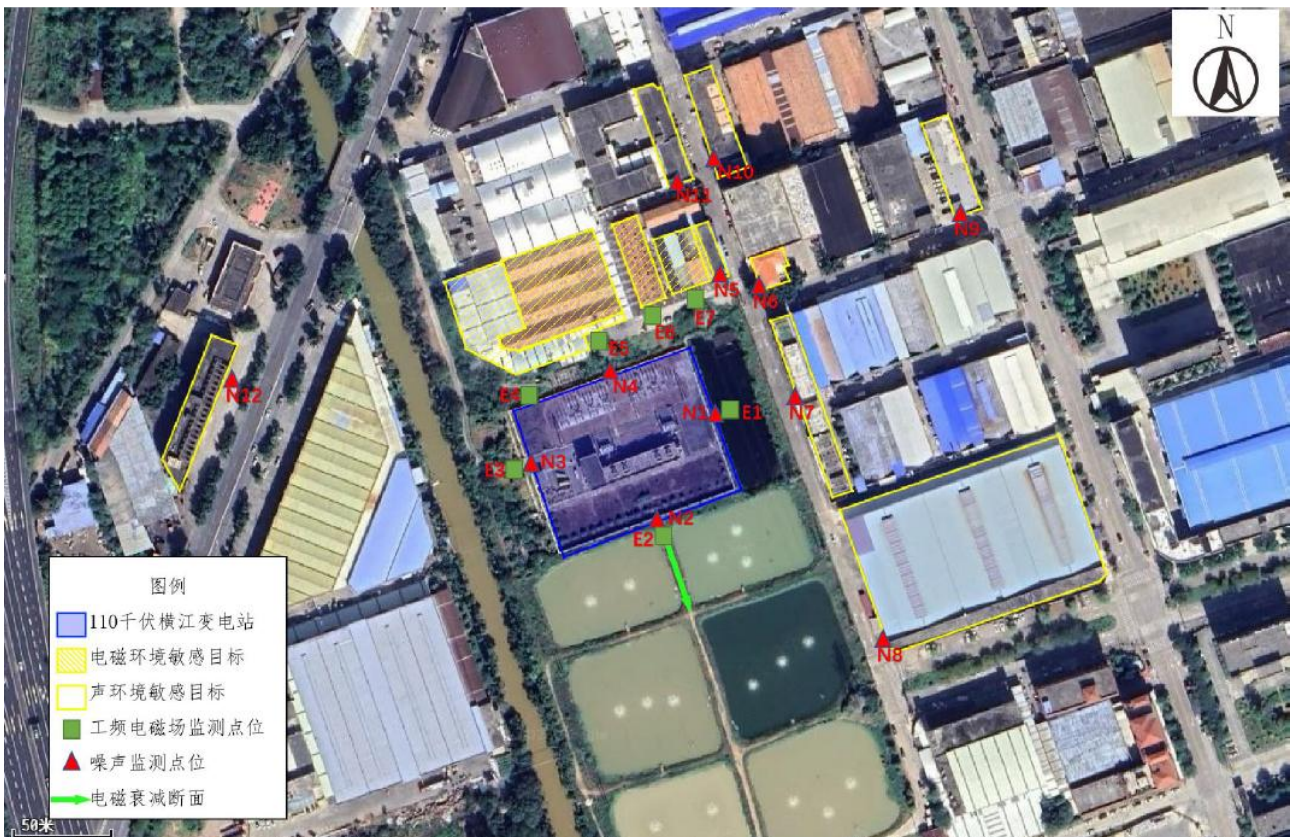 N
N10
N11
N9
N5
N6
E7
E6
E5
N4
N12
E4
N7
N1
E1
E3
N3
N2
E2
N8
图例
110千伏横江变电站
电磁环境敏感目标
声环境敏感目标
工频电磁场监测点位
噪声监测点位
电磁衰减断面
50米